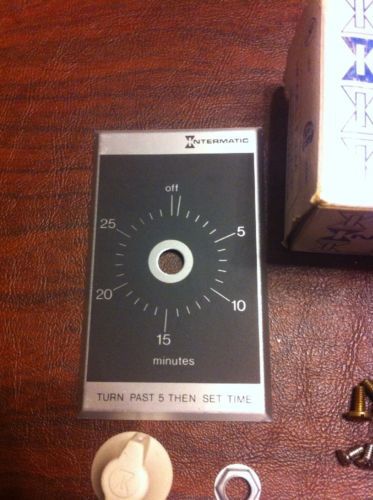 INTERMATIC
off
25
5
20
10
15
minutes
TURN PAST 5 THEN SET TIME